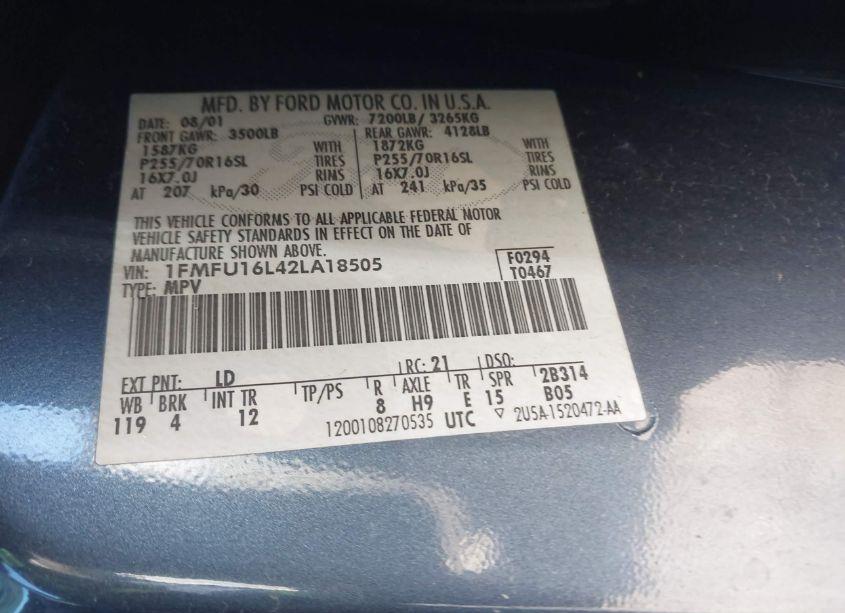 MFD. BY FORD MOTOR CO. IN U.S.A.
DATE: 08/01 GVWR: 7200LB/ 3265KG
FRONT GAWR: 3500LB REAR GAWR: 4128LB
1587KG WITH 1872KG WITH
P255/70R16SL TIRES P255/70R16SL TIRES
16X7.0J RIMS 16X7.0J RIMS
AT 207 kPa/30 PSI COLD AT 241 kPa/35 PSI COLD
THIS VEHICLE CONFORMS TO ALL APPLICABLE FEDERAL MOTOR
VEHICLE SAFETY STANDARDS IN EFFECT ON THE DATE OF
MANUFACTURE SHOWN ABOVE.
VIN: 1FMFU16L42LA18505 F0294
TYPE: MPV T0467
EXT PNT: LD RC: 21 DSO:
WB BRK INT TR TP/PS R AXLE TR SPR 2B314
119 4 12 8 H9 E 15 B05
1200108270535 UTC ▽ 2U5A-1520472-AA